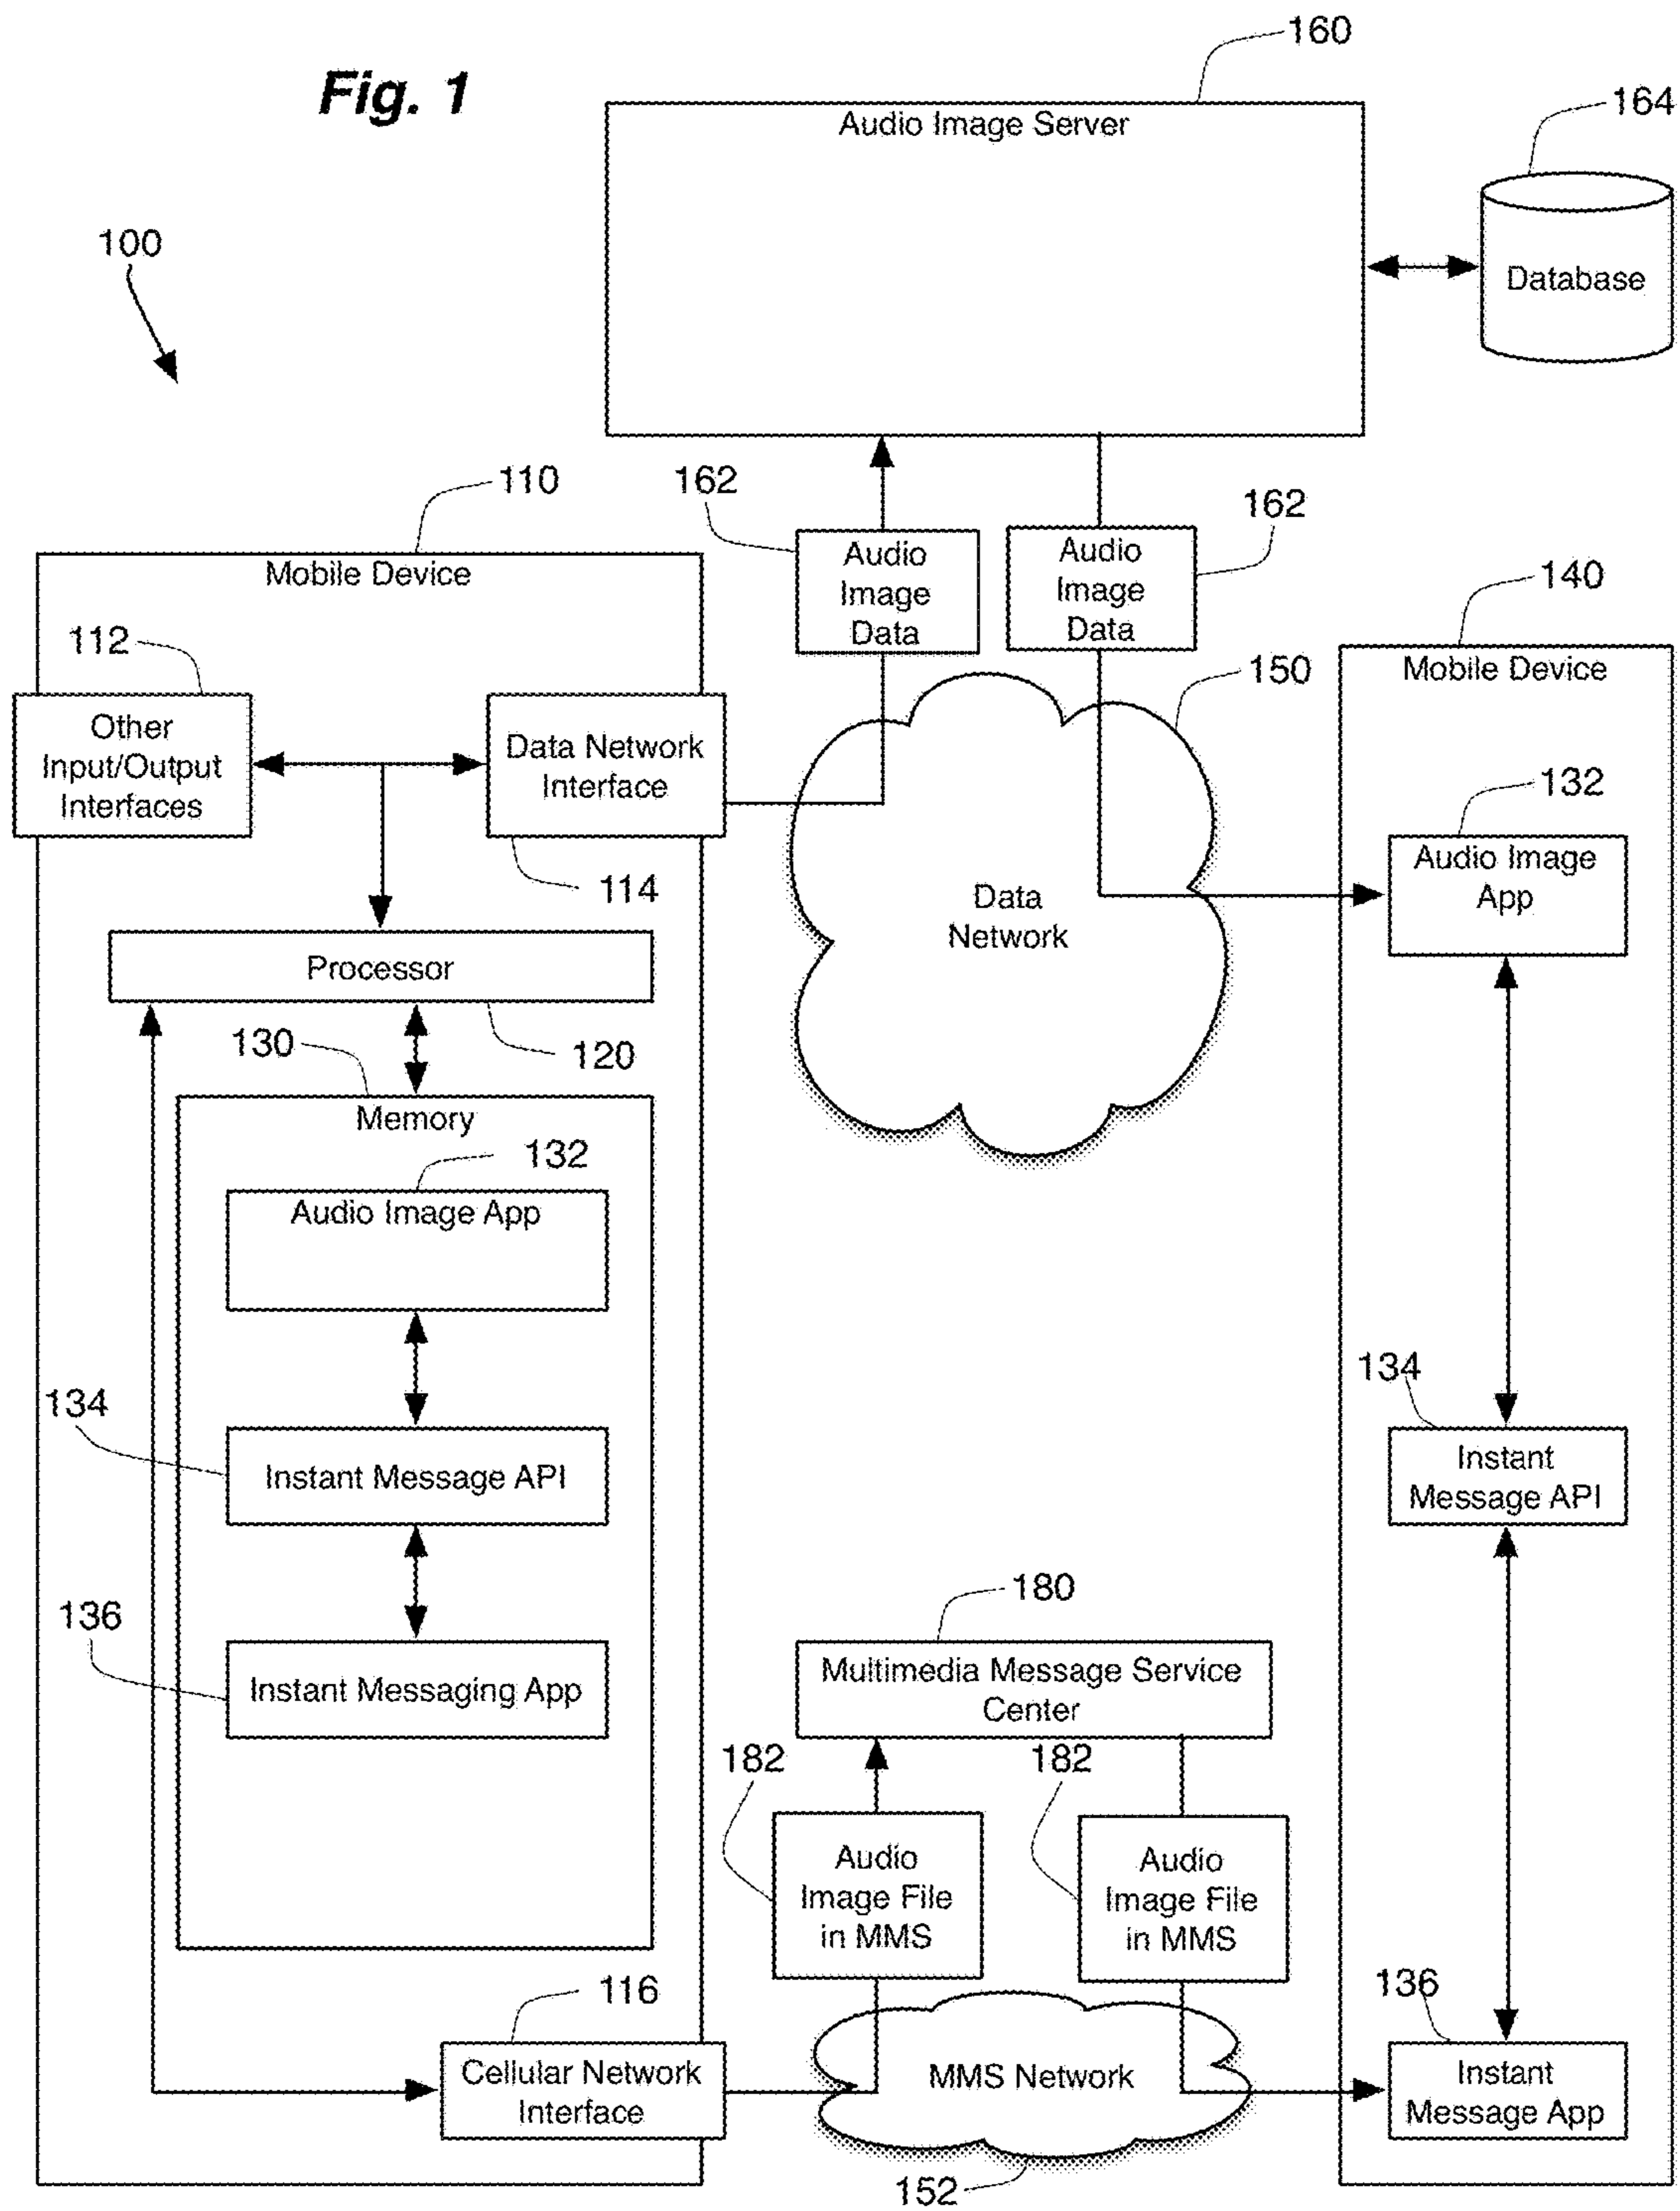 Fig. 1
160
Audio Image Server
164
Database
100
110
Mobile Device
162
Audio
Image
Data
162
Audio
Image
Data
140
Mobile Device
112
Other
Input/Output
Interfaces
Data Network
Interface
114
150
Data
Network
132
Audio Image
App
Processor
120
130
Memory
132
Audio Image App
134
Instant Message API
134
Instant
Message API
136
Instant Messaging App
180
Multimedia Message Service
Center
182
Audio
Image File
in MMS
182
Audio
Image File
in MMS
116
Cellular Network
Interface
MMS Network
152
136
Instant
Message App